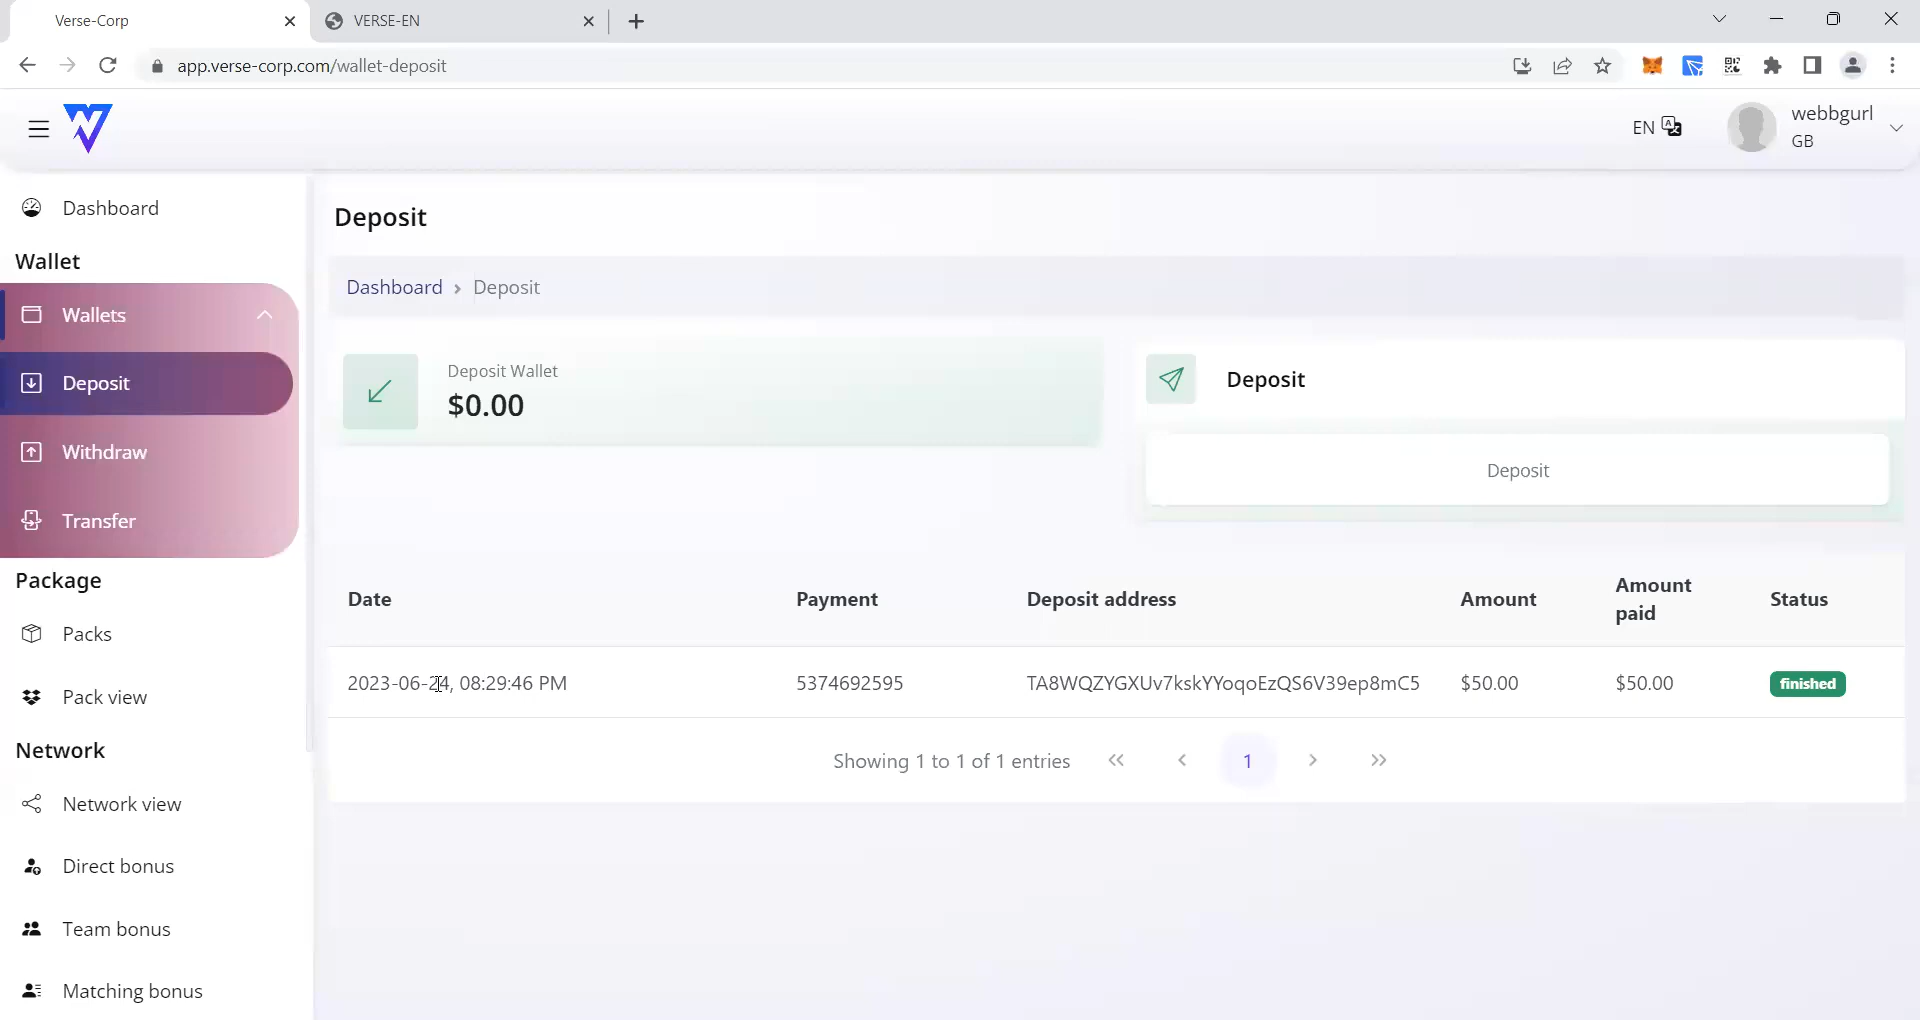 Verse-Corp
VERSE-EN
app.verse-corp.com/wallet-deposit
EN
webbgurl
GB
Dashboard
Wallet
Wallets
Deposit
Withdraw
Transfer
Package
Packs
Pack view
Network
Network view
Direct bonus
Team bonus
Matching bonus
Deposit
Dashboard › Deposit
Deposit Wallet
$0.00
Deposit
Deposit
Date Payment Deposit address Amount Amount paid Status
2023-06-24, 08:29:46 PM 5374692595 TA8WQZYGXUv7kskYYoqoEzQS6V39ep8mC5 $50.00 $50.00 finished
Showing 1 to 1 of 1 entries « ‹ 1 › »